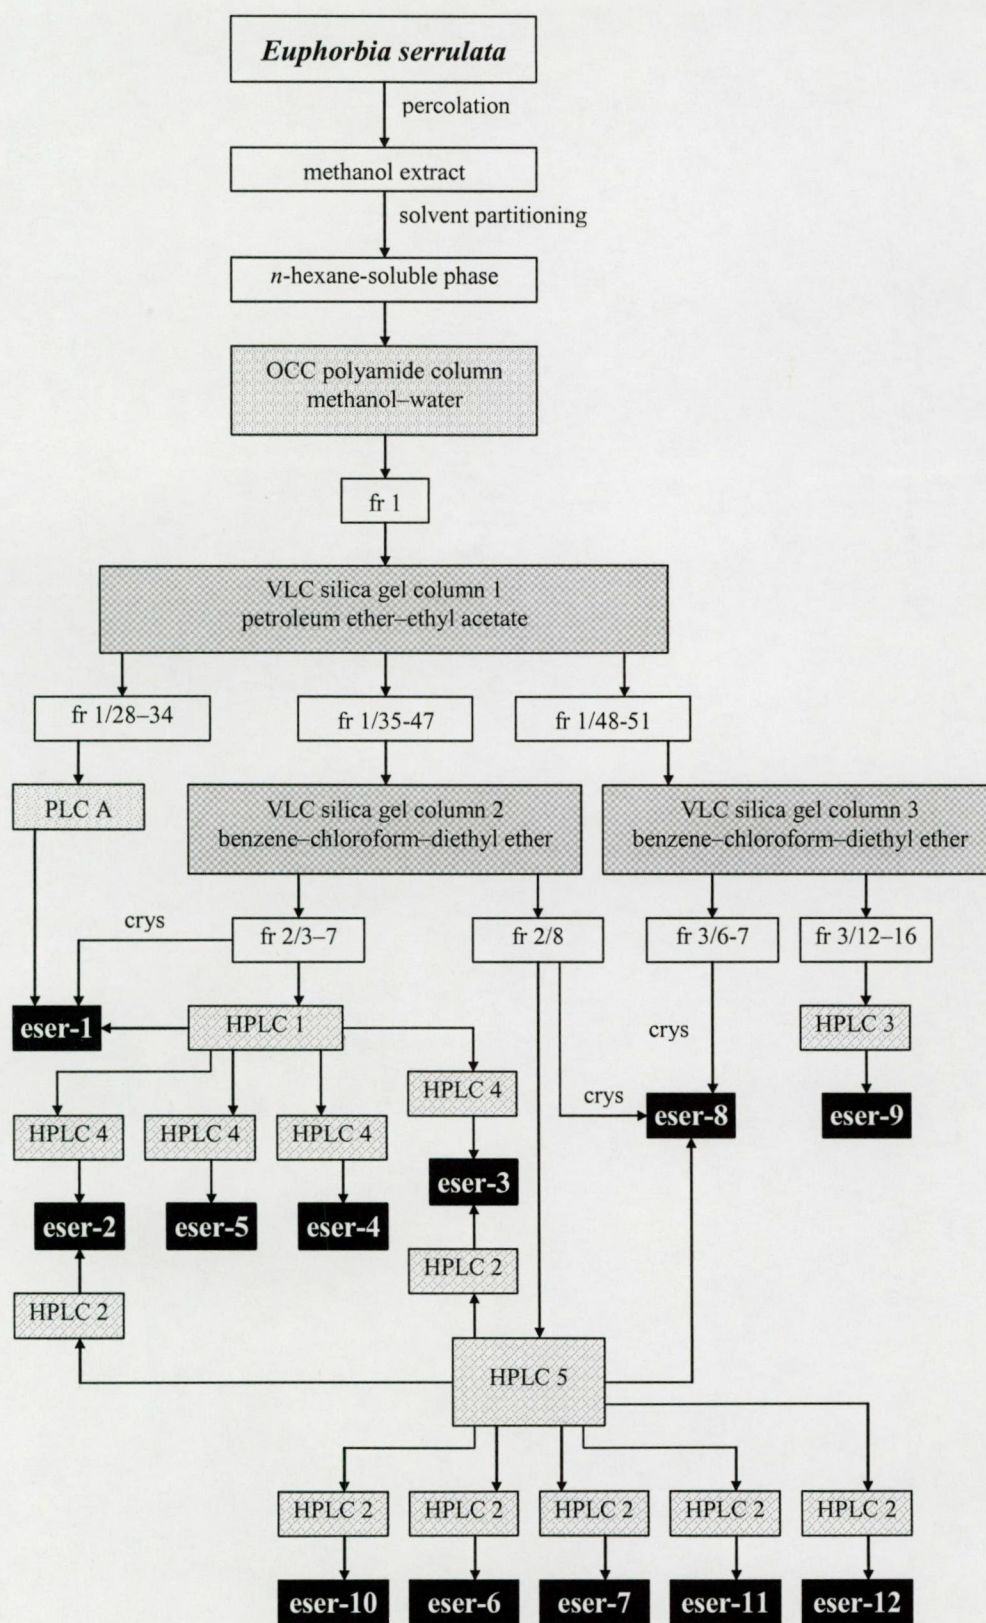 Euphorbia serrulata
percolation
methanol extract
solvent partitioning
n-hexane-soluble phase
OCC polyamide column
methanol–water
fr 1
VLC silica gel column 1
petroleum ether–ethyl acetate
fr 1/28–34
fr 1/35-47
fr 1/48-51
PLC A
VLC silica gel column 2
benzene–chloroform–diethyl ether
VLC silica gel column 3
benzene–chloroform–diethyl ether
crys
fr 2/3–7
fr 2/8
fr 3/6-7
fr 3/12–16
eser-1
HPLC 1
crys
HPLC 3
HPLC 4
crys
eser-8
eser-9
HPLC 4
HPLC 4
HPLC 4
eser-3
eser-2
eser-5
eser-4
HPLC 2
HPLC 2
HPLC 5
HPLC 2
HPLC 2
HPLC 2
HPLC 2
HPLC 2
eser-10
eser-6
eser-7
eser-11
eser-12